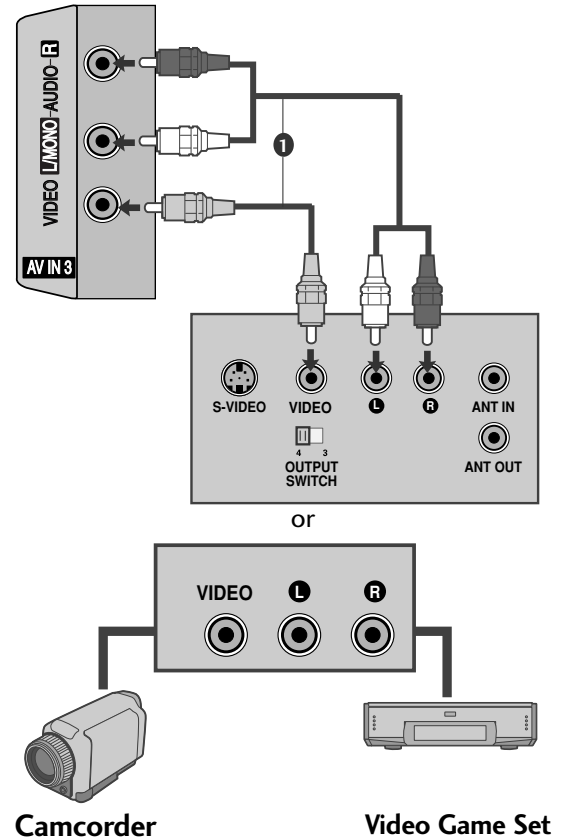 VIDEO L/MONO-AUDIO-R
AV IN 3
1
S-VIDEO VIDEO L R ANT IN
4 3
OUTPUT
SWITCH
ANT OUT
or
VIDEO L R
Camcorder
Video Game Set